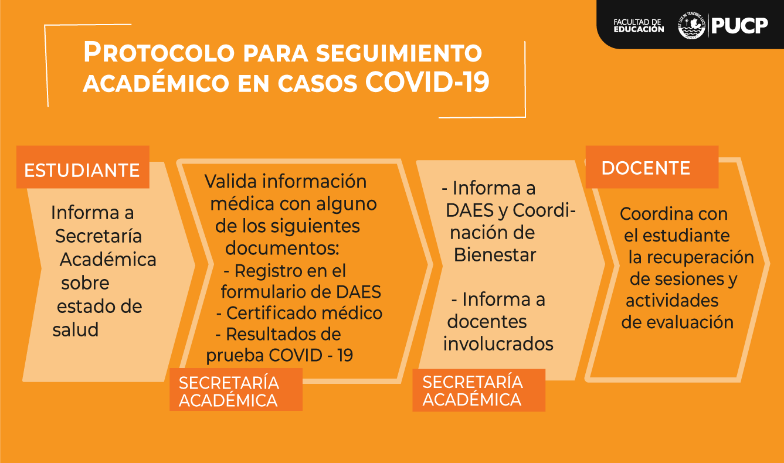 FACULTAD DE
EDUCACIÓN
PUCP
PROTOCOLO PARA SEGUIMIENTO
ACADÉMICO EN CASOS COVID-19
ESTUDIANTE
Informa a
Secretaría
Académica
sobre
estado de
salud
Valida información
médica con alguno
de los siguientes
documentos:
- Registro en el
formulario de DAES
- Certificado médico
- Resultados de
prueba COVID - 19
SECRETARÍA
ACADÉMICA
- Informa a
DAES y Coordi-
nación de
Bienestar
- Informa a
docentes
involucrados
SECRETARÍA
ACADÉMICA
DOCENTE
Coordina con
el estudiante
la recuperación
de sesiones y
actividades
de evaluación